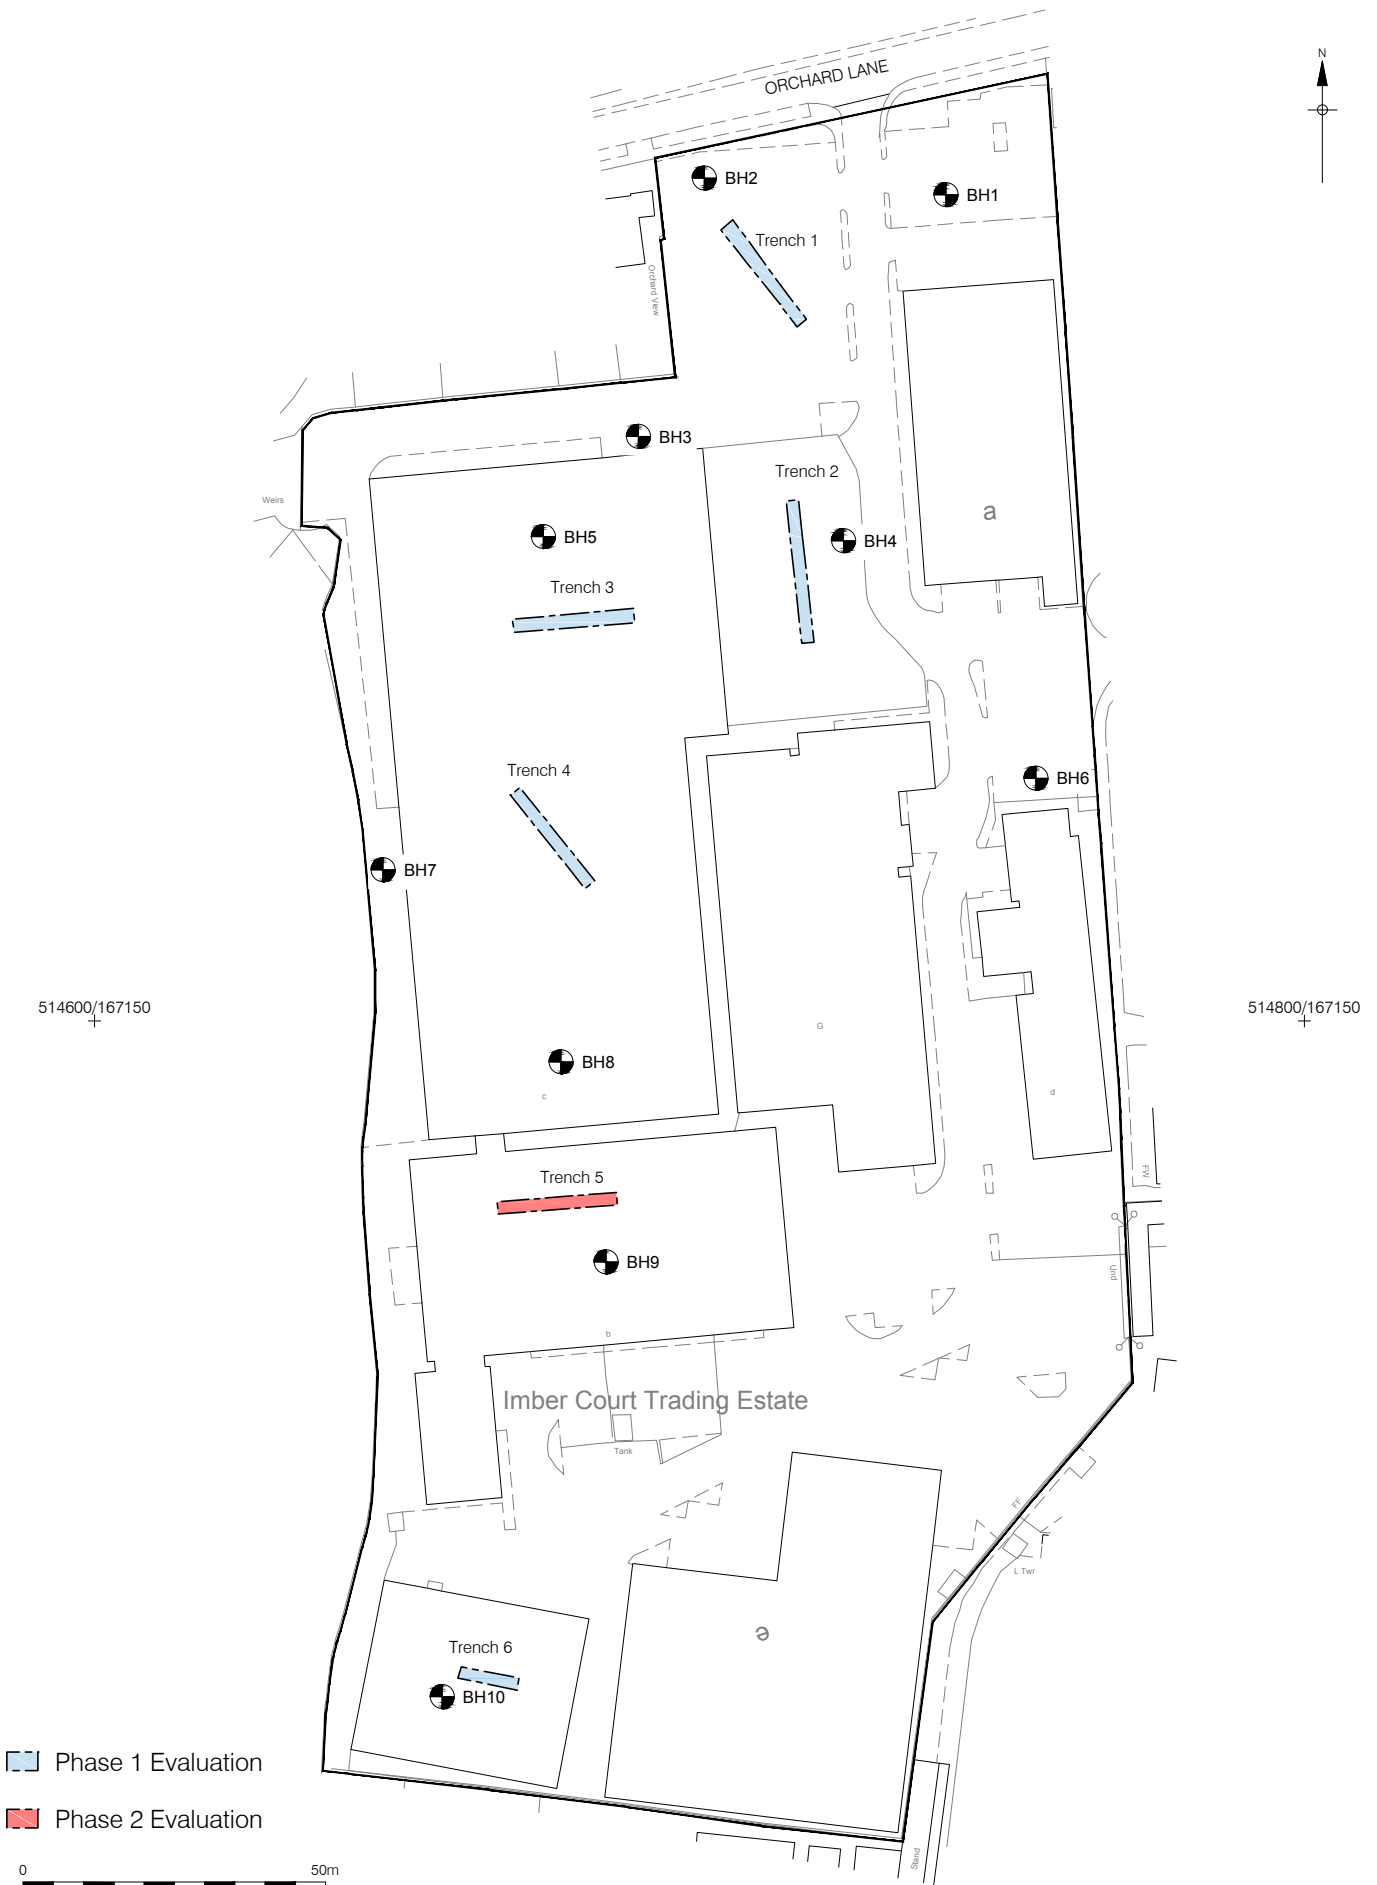 N
ORCHARD LANE
BH2
BH1
Trench 1
Orchard View
BH3
Trench 2
Weirs
a
BH5
BH4
Trench 3
Trench 4
BH6
BH7
514600/167150
514800/167150
G
BH8
c
d
FW
Trench 5
BH9
Und
b
Imber Court Trading Estate
Tank
FF
L Twr
e
Trench 6
BH10
Phase 1 Evaluation
Phase 2 Evaluation
Stand
0
50m